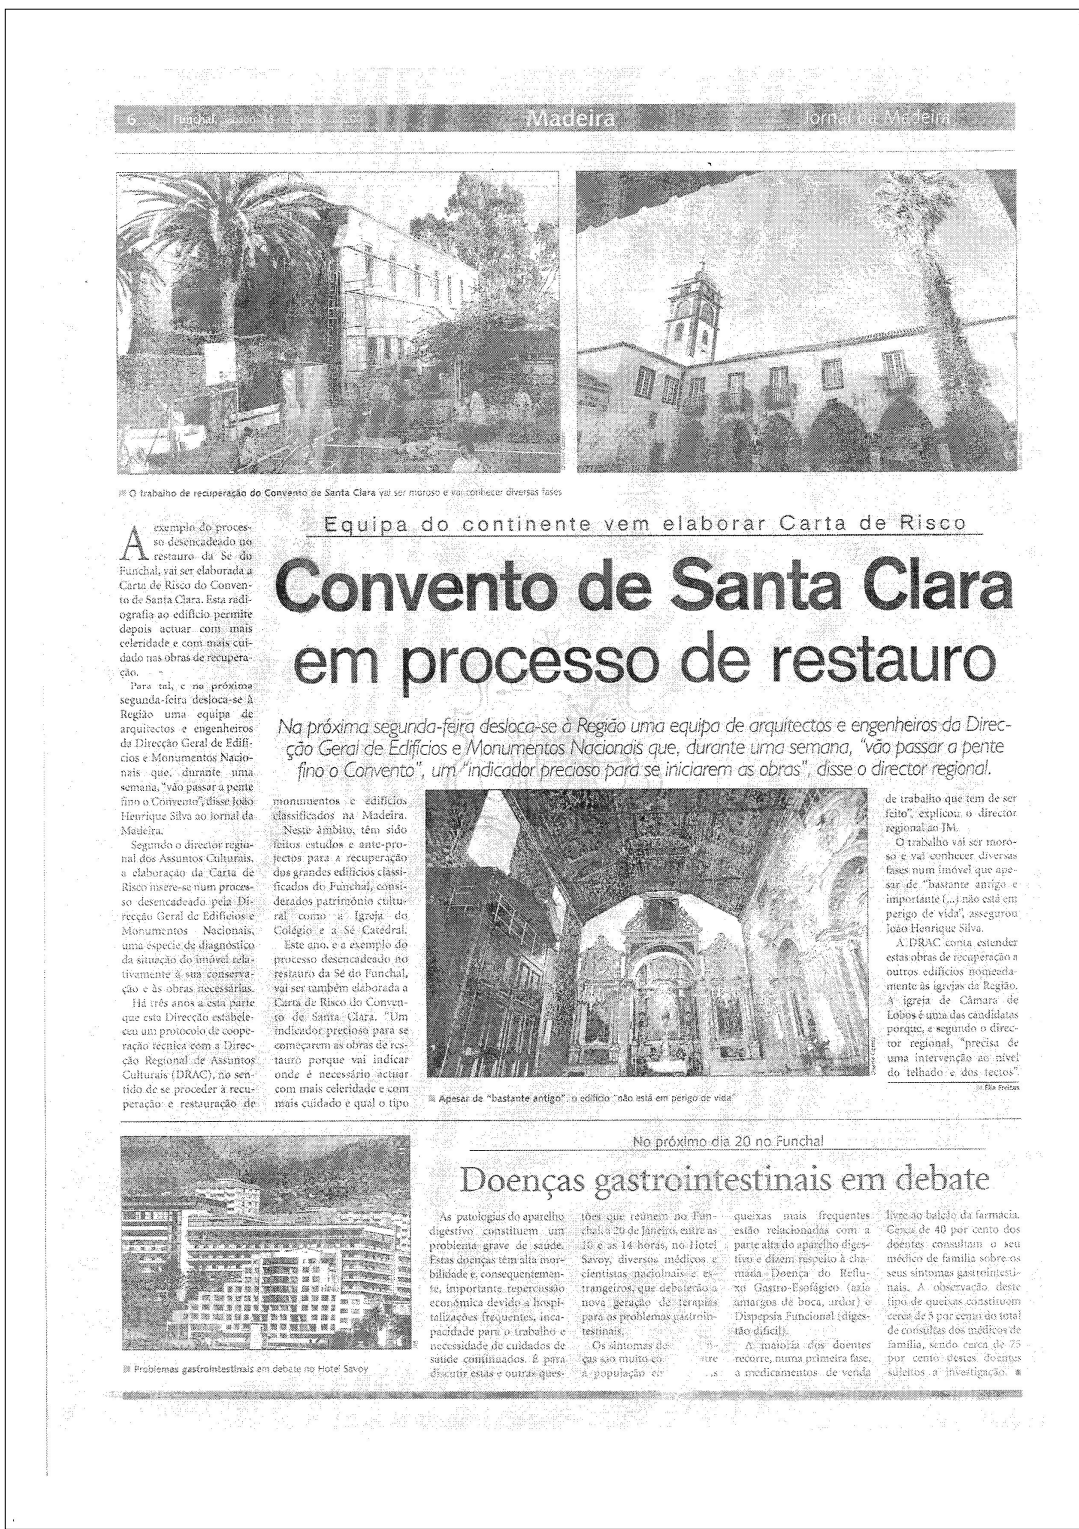 6 Funchal, Sábado, 15
Madeira
Jornal da Madeira
O trabalho de recuperação do Convento de Santa Clara vai ser moroso e vai conhecer diversas fases
Equipa do continente vem elaborar Carta de Risco
Convento de Santa Clara
em processo de restauro
Na próxima segunda-feira desloca-se à Região uma equipa de arquitectos e engenheiros da Direc-
ção Geral de Edifícios e Monumentos Nacionais que, durante uma semana, "vão passar a pente
fino o Convento", um "indicador precioso para se iniciarem as obras", disse o director regional.
A exemplo do proces-
so desencadeado no
restauro da Sé do
Funchal, vai ser elaborada a
Carta de Risco do Conven-
to de Santa Clara. Esta radi-
ografia ao edifício permite
depois actuar com mais
celeridade e com mais cui-
dado nas obras de recupera-
ção.
Para tal, e na próxima
segunda-feira desloca-se à
Região uma equipa de
arquitectos e engenheiros
da Direcção Geral de Edifí-
cios e Monumentos Nacio-
nais que, durante uma
semana, "vão passar a pente
fino o Convento", disse João
Henrique Silva ao Jornal da
Madeira.
Segundo o director regio-
nal dos Assuntos Culturais,
a elaboração da Carta de
Risco insere-se num proces-
so desencadeado pela Di-
recção Geral de Edifícios e
Monumentos Nacionais,
uma espécie de diagnóstico
da situação do imóvel rela-
tivamente à sua conserva-
ção e às obras necessárias.
Há três anos a esta parte
que esta Direcção estabele-
ceu um protocolo de coope-
ração técnica com a Direc-
ção Regional de Assuntos
Culturais (DRAC), no sen-
tido de se proceder à recu-
peração e restauração de
monumentos e edifícios
classificados na Madeira.
Neste âmbito, têm sido
feitos estudos e ante-pro-
jectos para a recuperação
dos grandes edifícios classi-
ficados do Funchal, consi-
derados património cultu-
ral como a Igreja do
Colégio e a Sé Catedral.
Este ano, e a exemplo do
processo desencadeado no
restauro da Sé do Funchal,
vai ser também elaborada a
Carta de Risco do Conven-
to de Santa Clara. "Um
indicador precioso para se
começarem as obras de res-
tauro porque vai indicar
onde é necessário actuar
com mais celeridade e com
mais cuidado e qual o tipo
de trabalho que tem de ser
feito", explicou o director
regional ao JM.
O trabalho vai ser moro-
so e vai conhecer diversas
fases num imóvel que ape-
sar de "bastante antigo e
importante (...) não está em
perigo de vida", assegurou
João Henrique Silva.
A DRAC conta estender
estas obras de recuperação a
outros edifícios nomeada-
mente às igrejas da Região.
A igreja de Câmara de
Lobos é uma das candidatas
porque, e segundo o direc-
tor regional, "precisa de
uma intervenção ao nível
do telhado e dos tectos".
Élia Freitas
Apesar de "bastante antigo", o edifício "não está em perigo de vida"
No próximo dia 20 no Funchal
Doenças gastrointestinais em debate
Problemas gastrointestinais em debate no Hotel Savoy
As patologias do aparelho
digestivo constituem um
problema grave de saúde.
Estas doenças têm alta mor-
bilidade e, consequentemen-
te, importante repercussão
económica devido a hospi-
talizações frequentes, inca-
pacidade para o trabalho e
necessidade de cuidados de
saúde continuados. É para
discutir estas e outras ques-
tões que reúnem no Fun-
chal, a 20 de Janeiro, entre as
10 e as 14 horas, no Hotel
Savoy, diversos médicos e
cientistas nacionais e es-
trangeiros, que debaterão a
nova geração de terapias
para os problemas gastroin-
testinais.
Os sintomas de
ças são muito
a população
queixas mais frequentes
estão relacionadas com a
parte alta do aparelho diges-
tivo e dizem respeito à cha-
mada Doença do Reflu-
xo Gastro-Esofágico (azia
amargos de boca, ardor) e
Dispepsia Funcional (diges-
tão difícil).
A maioria dos doentes
recorre, numa primeira fase,
a medicamentos de venda
livre ao balcão da farmácia.
Cerca de 40 por cento dos
doentes consultam o seu
médico de família sobre os
seus sintomas gastrointesti-
nais. A observação deste
tipo de queixas constituem
cerca de 5 por cento do total
de consultas dos médicos de
família, sendo cerca de 75
por cento destes doentes
sujeitos a investigação.